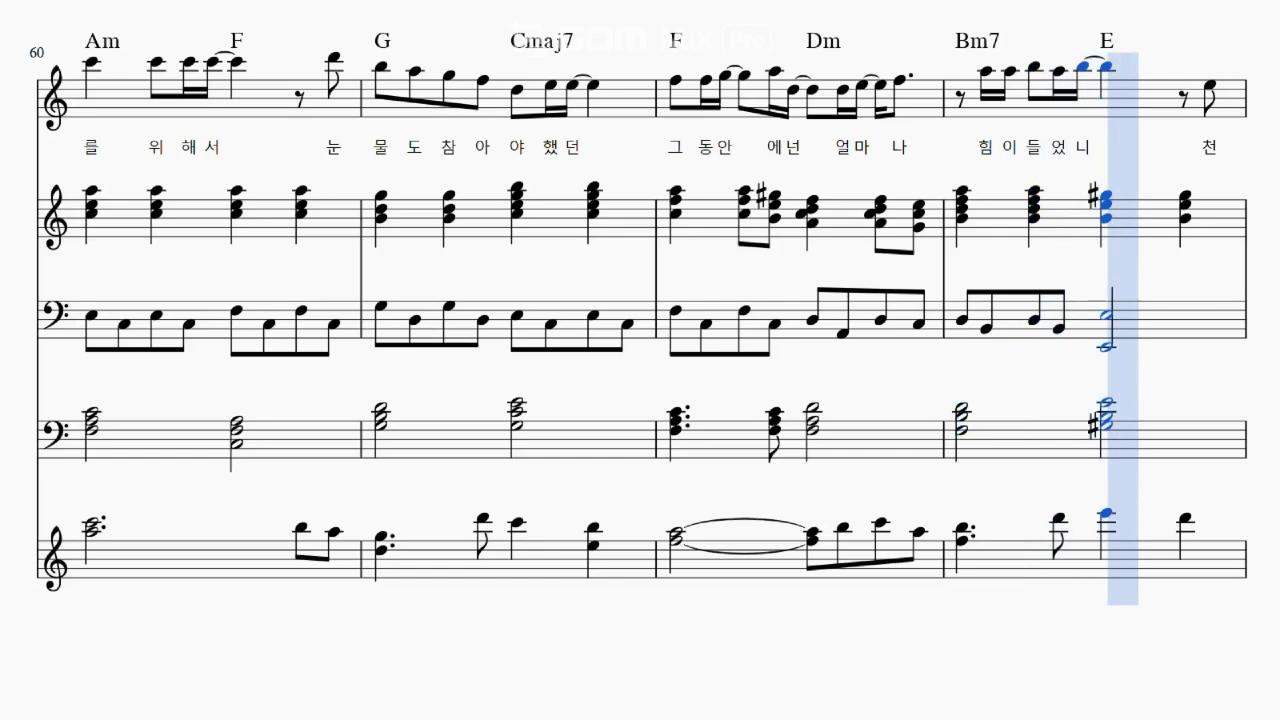 Am F G Cmaj7 F Dm Bm7 E
60
를 위 해 서 눈 물 도 참 아 야 했 던 그 동 안 에 넌 얼 마 나 힘 이 들 었 니 천